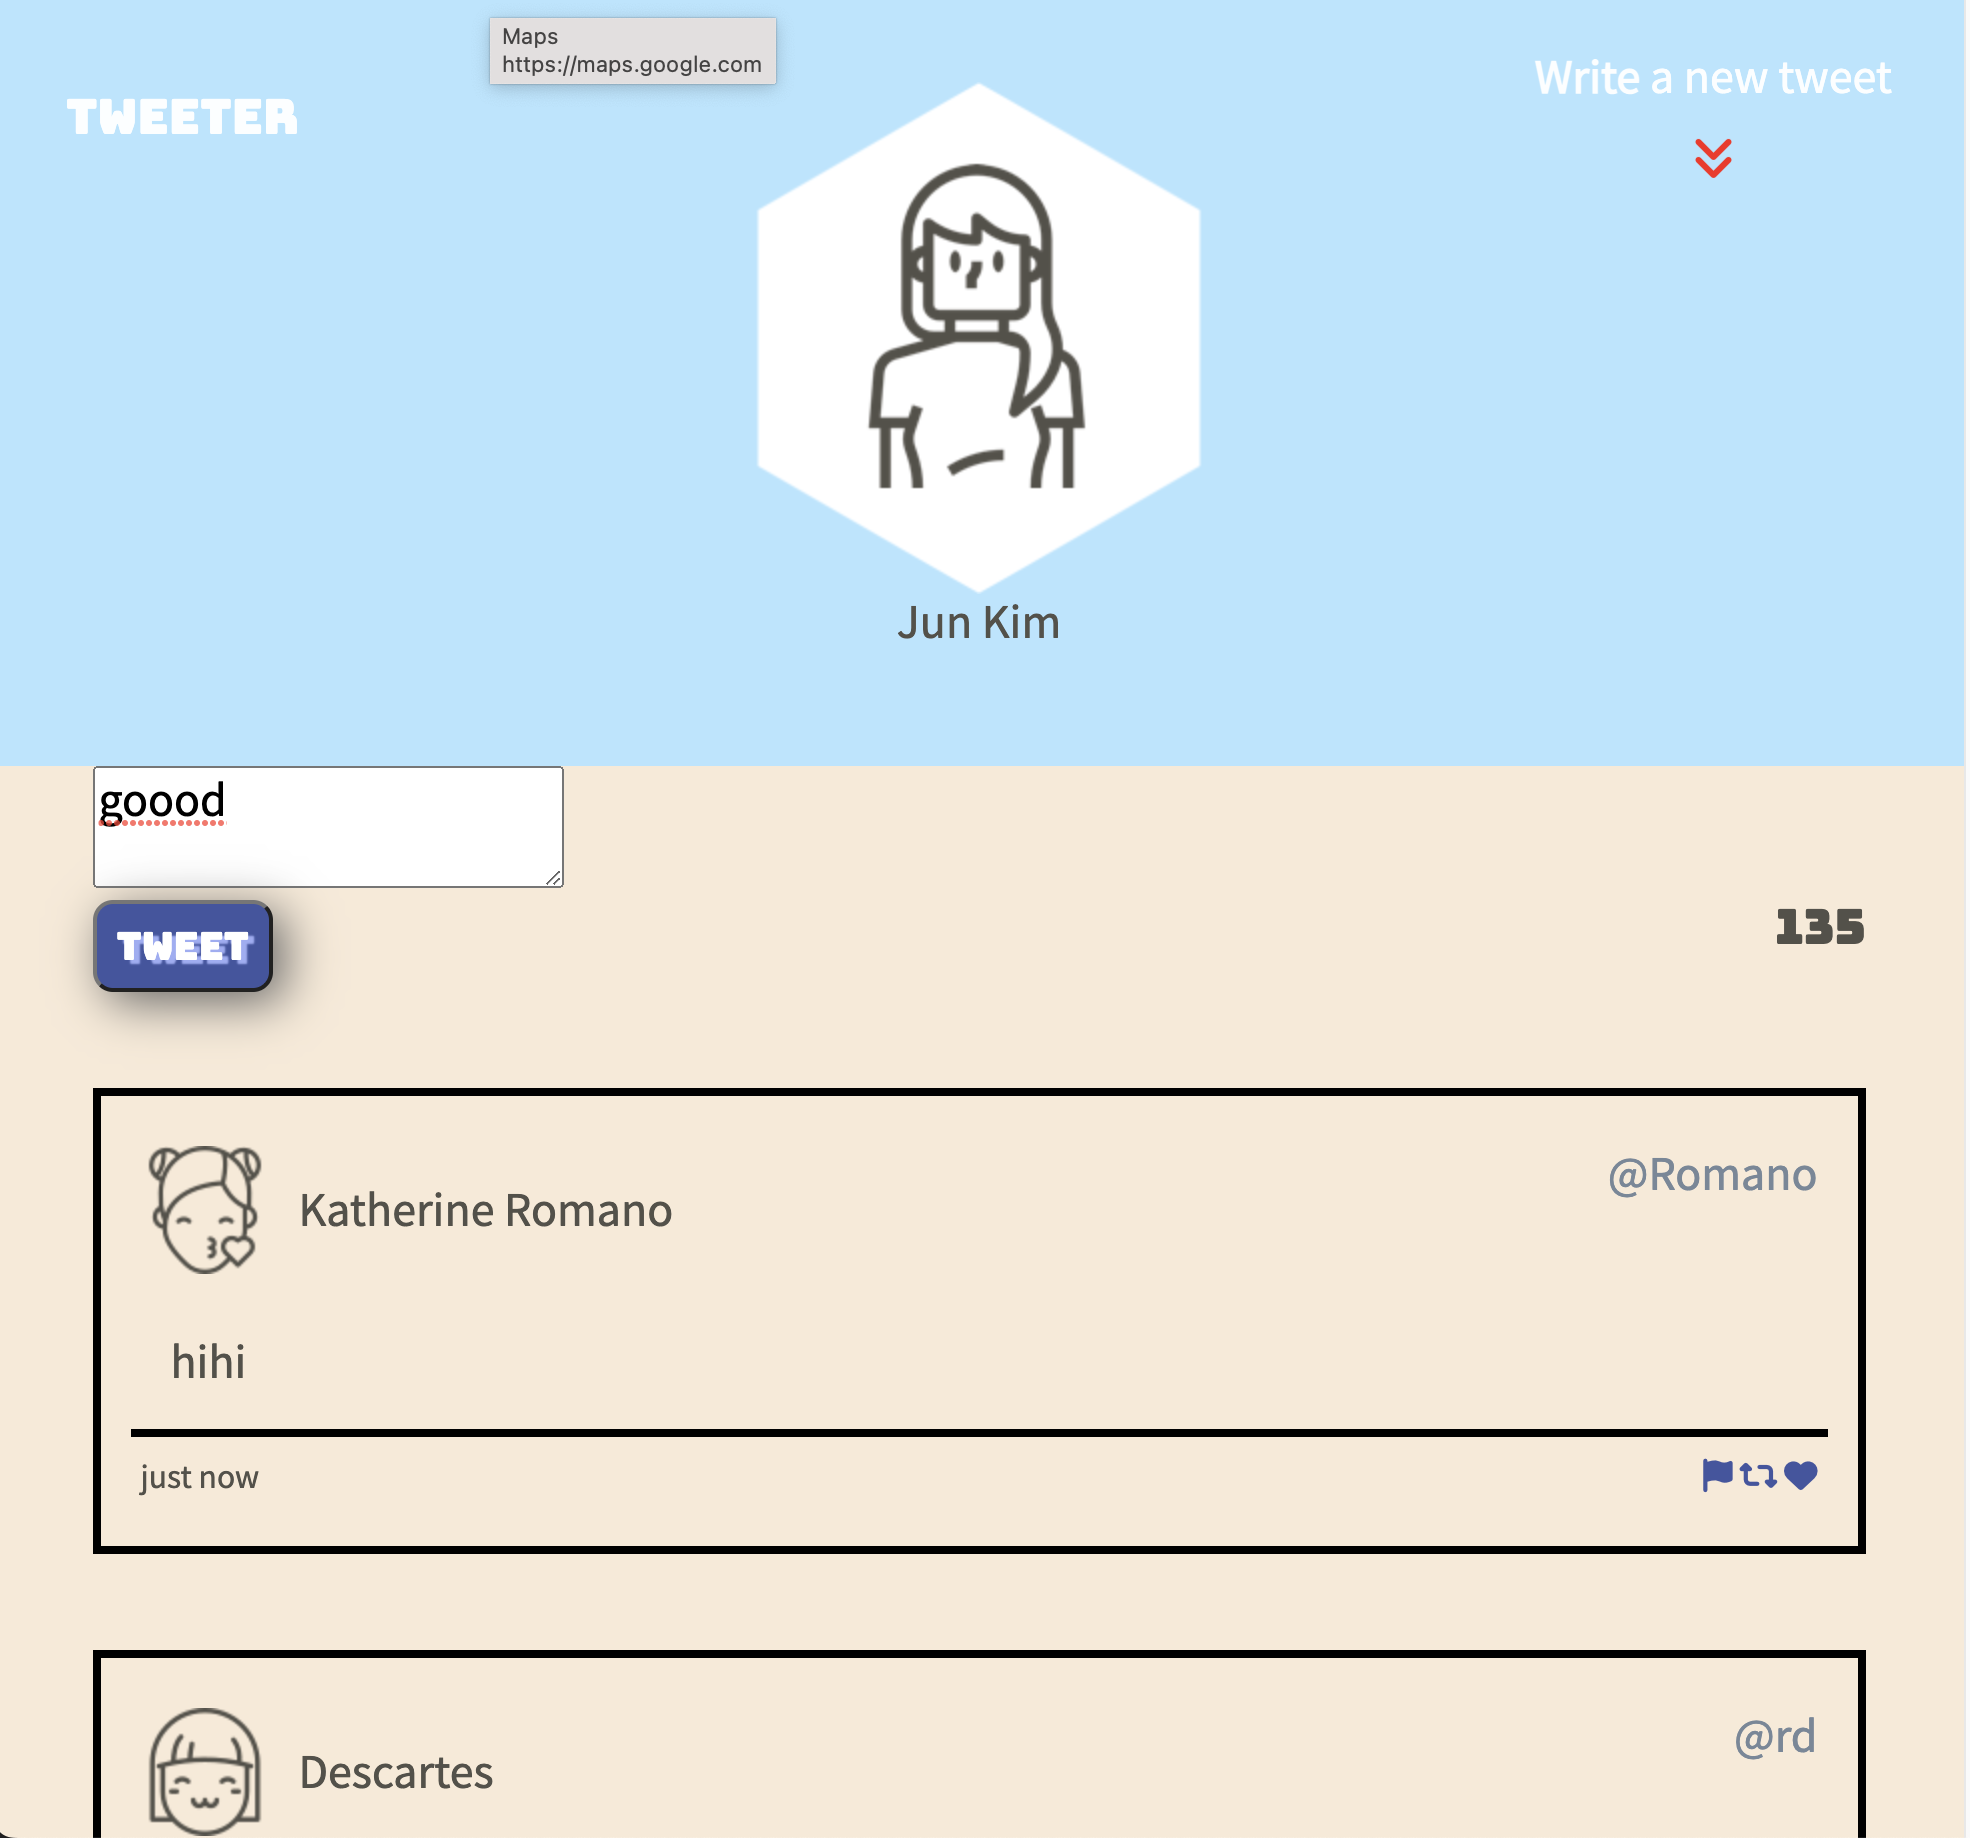 Maps
https://maps.google.com
TWEETER
Write a new tweet
Jun Kim
goood
TWEET
135
Katherine Romano
@Romano
hihi
just now
Descartes
@rd